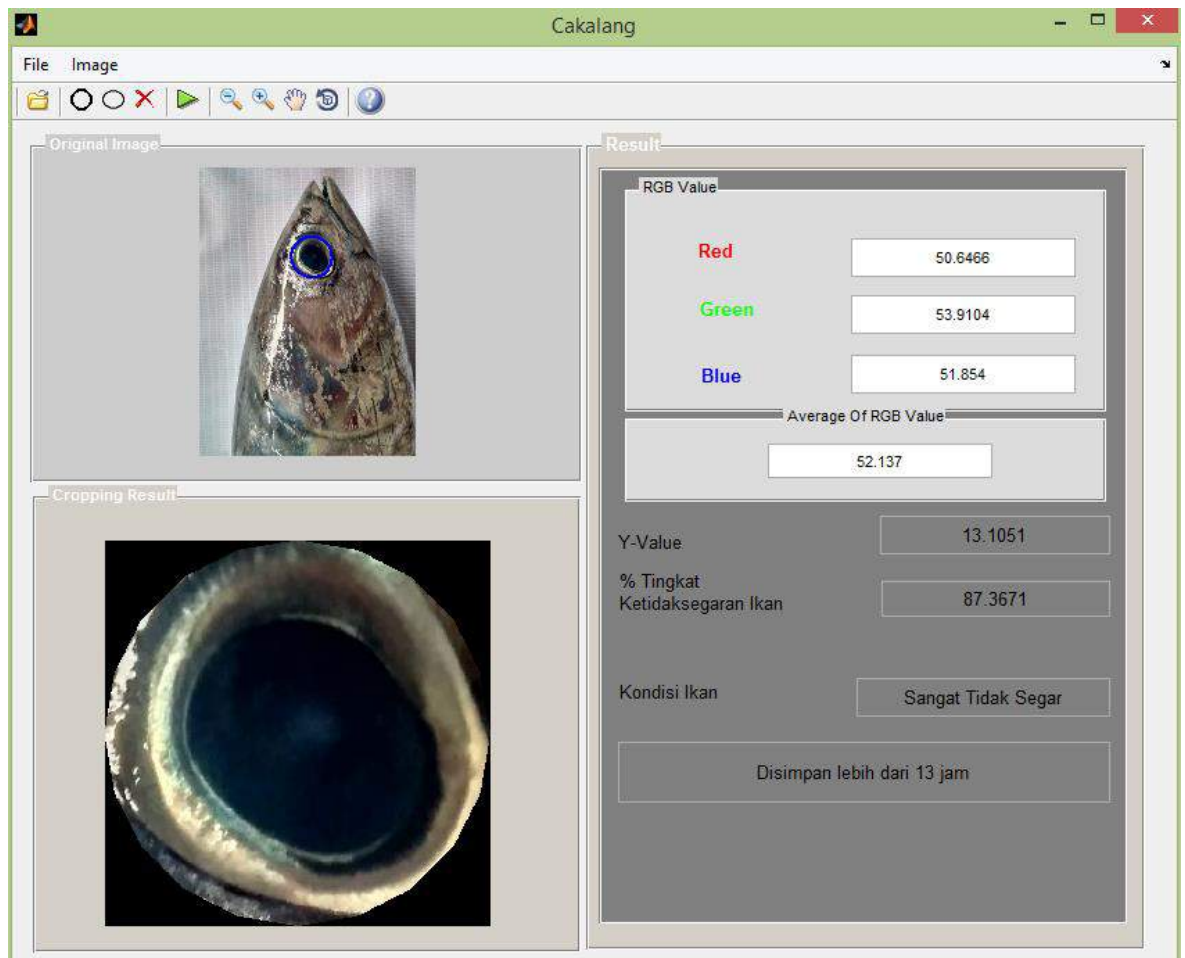 Cakalang
File Image
Original Image
Cropping Result
Result
RGB Value
Red 50.6466
Green 53.9104
Blue 51.854
Average Of RGB Value
52.137
Y-Value 13.1051
% Tingkat
Ketidaksegaran Ikan 87.3671
Kondisi Ikan Sangat Tidak Segar
Disimpan lebih dari 13 jam